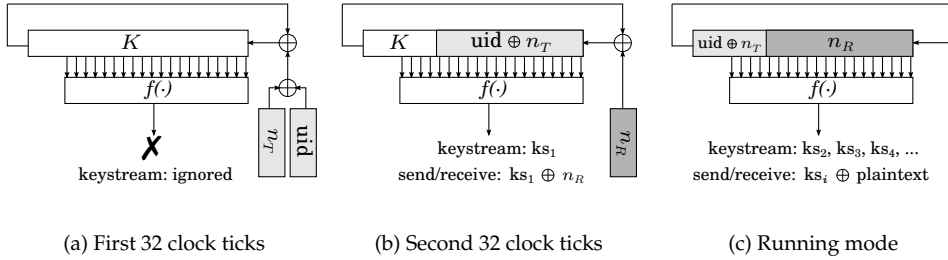 K
f(·)
n_T
uid
✗
keystream: ignored
(a) First 32 clock ticks
K
uid ⊕ n_T
f(·)
n_R
keystream: ks₁
send/receive: ks₁ ⊕ n_R
(b) Second 32 clock ticks
uid ⊕ n_T
n_R
f(·)
keystream: ks₂, ks₃, ks₄, ...
send/receive: ksᵢ ⊕ plaintext
(c) Running mode